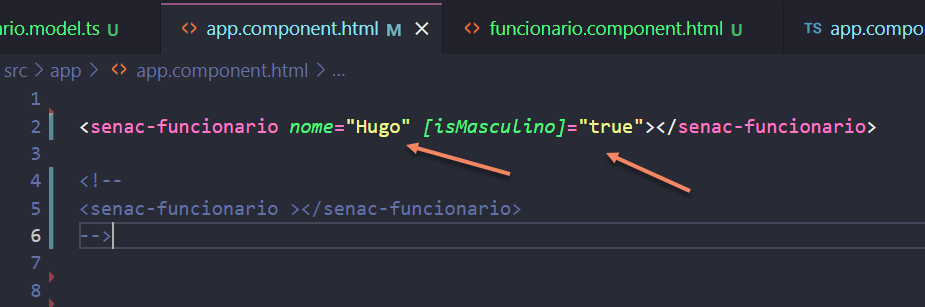 rio.model.ts U <> app.component.html M × <> funcionario.component.html U TS app.compo
src > app > <> app.component.html > ...
1
2 <senac-funcionario nome="Hugo" [isMasculino]="true"></senac-funcionario>
3
4 <!--
5 <senac-funcionario ></senac-funcionario>
6 -->
7
8